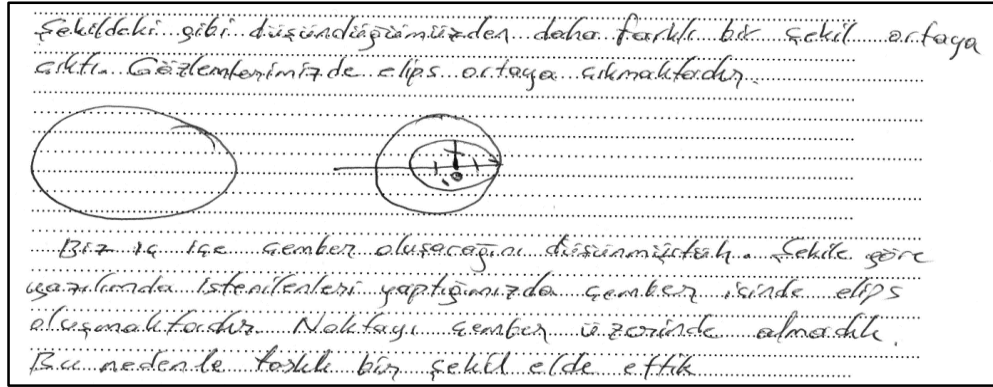 Şekildeki gibi düşündüğümüzden daha farklı bir şekil ortaya
çıktı. Gözlemlerimizde elips ortaya çıkmaktadır.
Biz iç içe çember oluşacağını düşünmüştük. Şekile göre
yazılımda istenilenleri yaptığımızda çember içinde elips
oluşmaktadır. Noktayı çember üzerinde almadık.
Bu nedenle farklı bir şekil elde ettik